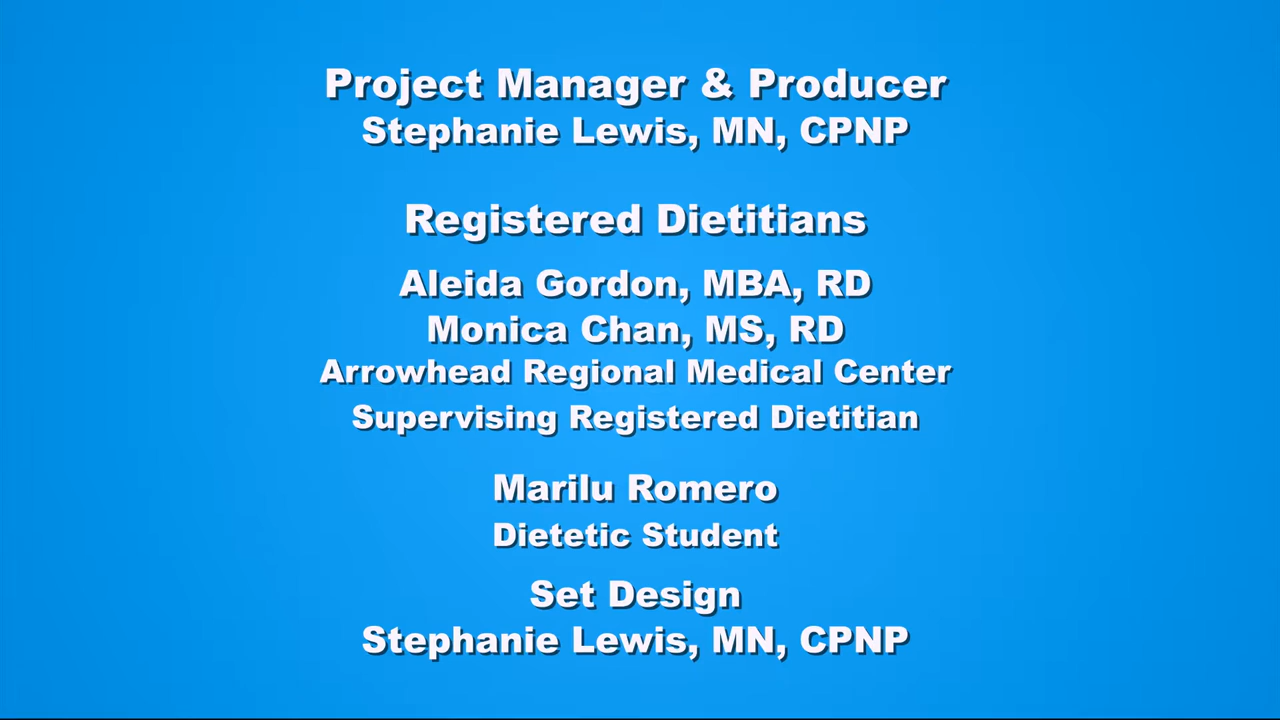 Project Manager & Producer
Stephanie Lewis, MN, CPNP
Registered Dietitians
Aleida Gordon, MBA, RD
Monica Chan, MS, RD
Arrowhead Regional Medical Center
Supervising Registered Dietitian
Marilu Romero
Dietetic Student
Set Design
Stephanie Lewis, MN, CPNP